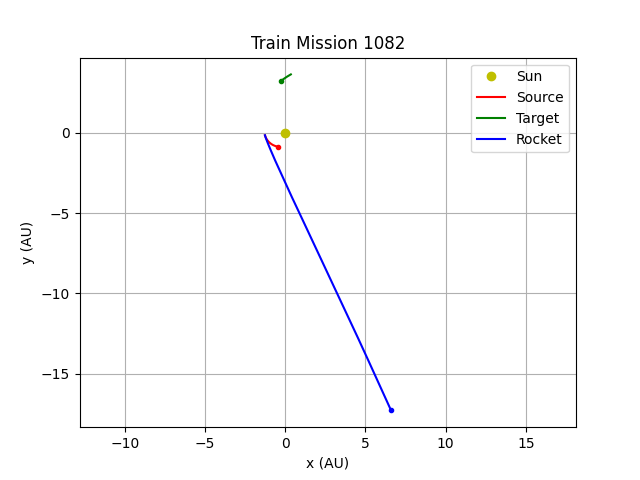 Train Mission 1082
Sun
Source
Target
Rocket
0
−5
−10
−15
y (AU)
−10
−5
0
5
10
15
x (AU)